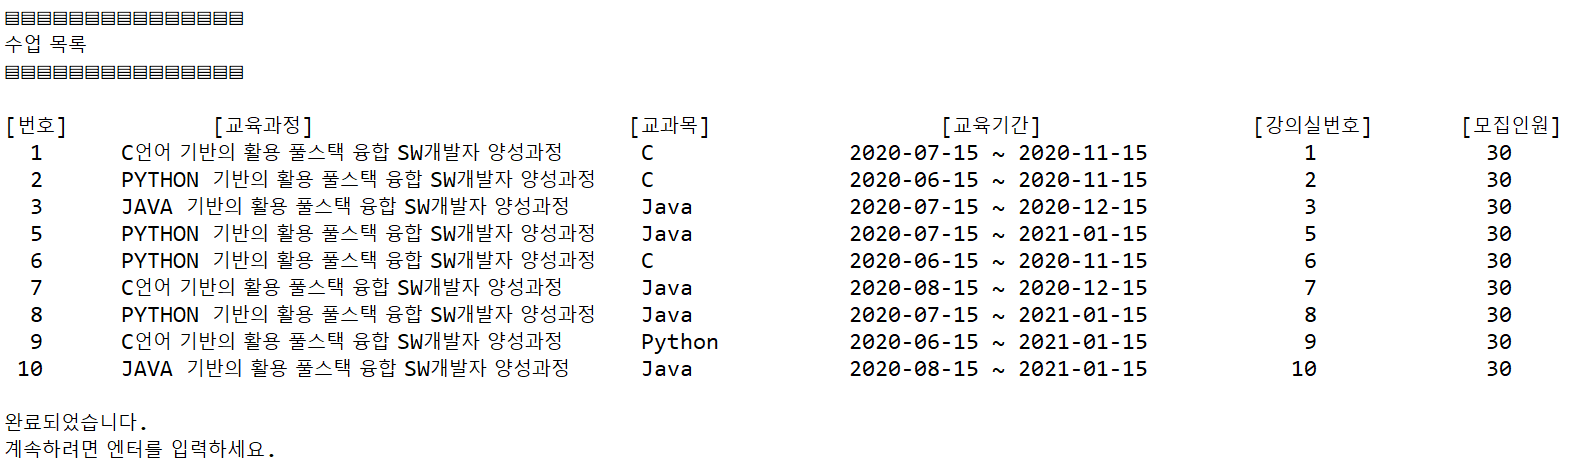 ▤▤▤▤▤▤▤▤▤▤▤▤▤▤▤
수업 목록
▤▤▤▤▤▤▤▤▤▤▤▤▤▤▤
[번호] [교육과정] [교과목] [교육기간] [강의실번호] [모집인원]
1 C언어 기반의 활용 풀스택 융합 SW개발자 양성과정 C 2020-07-15 ~ 2020-11-15 1 30
2 PYTHON 기반의 활용 풀스택 융합 SW개발자 양성과정 C 2020-06-15 ~ 2020-11-15 2 30
3 JAVA 기반의 활용 풀스택 융합 SW개발자 양성과정 Java 2020-07-15 ~ 2020-12-15 3 30
5 PYTHON 기반의 활용 풀스택 융합 SW개발자 양성과정 Java 2020-07-15 ~ 2021-01-15 5 30
6 PYTHON 기반의 활용 풀스택 융합 SW개발자 양성과정 C 2020-06-15 ~ 2020-11-15 6 30
7 C언어 기반의 활용 풀스택 융합 SW개발자 양성과정 Java 2020-08-15 ~ 2020-12-15 7 30
8 PYTHON 기반의 활용 풀스택 융합 SW개발자 양성과정 Java 2020-07-15 ~ 2021-01-15 8 30
9 C언어 기반의 활용 풀스택 융합 SW개발자 양성과정 Python 2020-06-15 ~ 2021-01-15 9 30
10 JAVA 기반의 활용 풀스택 융합 SW개발자 양성과정 Java 2020-08-15 ~ 2021-01-15 10 30
완료되었습니다.
계속하려면 엔터를 입력하세요.